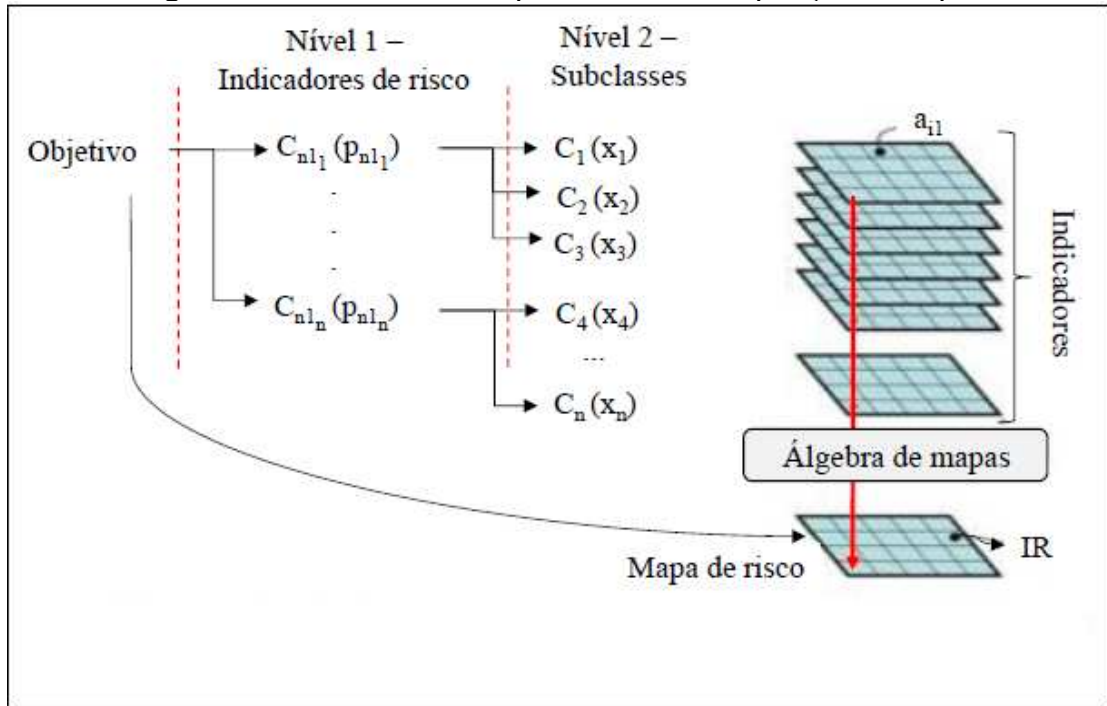 Nível 1 –
Indicadores de risco
Nível 2 –
Subclasses
Objetivo
C_{nl_1} (p_{nl_1})
.
.
.
C_{nl_n} (p_{nl_n})
C_1 (x_1)
C_2 (x_2)
C_3 (x_3)
C_4 (x_4)
...
C_n (x_n)
a_{i1}
Indicadores
Álgebra de mapas
Mapa de risco
IR